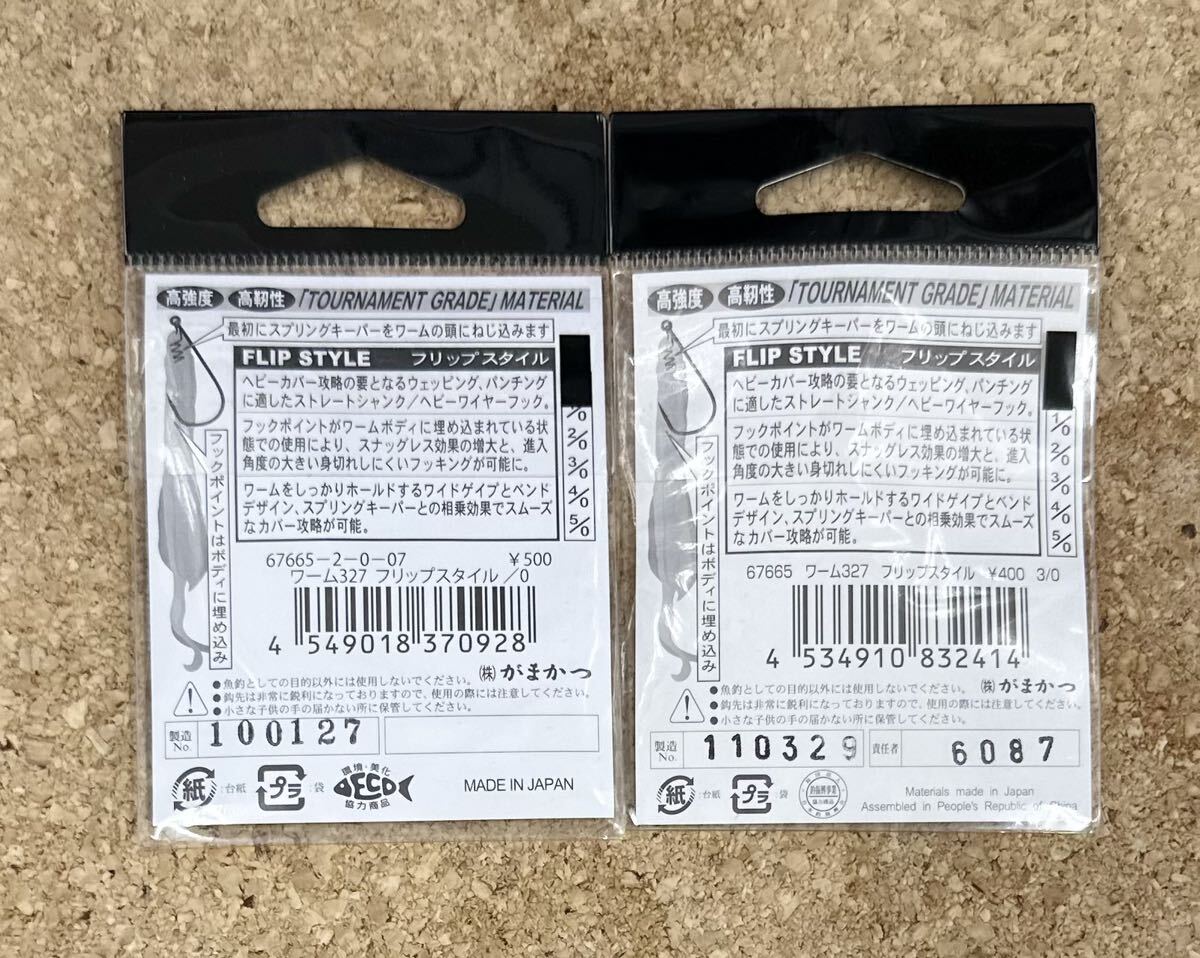 高強度 高靭性 「TOURNAMENT GRADE」MATERIAL
最初にスプリングキーパーをワームの頭にねじ込みます
FLIP STYLE フリップスタイル
ヘビーカバー攻略の要となるウェッピング、パンチング
に適したストレートシャンク/ヘビーワイヤーフック。
フックポイントがワームボディに埋め込まれている状
態での使用により、スナッグレス効果の増大と、進入
角度の大きい身切れしにくいフッキングが可能に。
ワームをしっかりホールドするワイドゲイプとベンド
デザイン、スプリングキーパーとの相乗効果でスムーズ
なカバー攻略が可能。
フックポイントはボディに埋め込み
/0
2/0
3/0
4/0
5/0
67665-2-0-07 ¥500
ワーム327 フリップスタイル /0
4 549018 370928
(株)がまかつ
●魚釣としての目的以外には使用しないでください。
●鈎先は非常に鋭利になっておりますので、使用の際には注意してください。
●小さな子供の手の届かない所に保管してください。
製造No. 100127
紙 :台紙 プラ :袋 環境・美化 ECO 協力商品 MADE IN JAPAN
高強度 高靭性 「TOURNAMENT GRADE」MATERIAL
最初にスプリングキーパーをワームの頭にねじ込みます
FLIP STYLE フリップスタイル
ヘビーカバー攻略の要となるウェッピング、パンチング
に適したストレートシャンク/ヘビーワイヤーフック。
フックポイントがワームボディに埋め込まれている状
態での使用により、スナッグレス効果の増大と、進入
角度の大きい身切れしにくいフッキングが可能に。
ワームをしっかりホールドするワイドゲイプとベンド
デザイン、スプリングキーパーとの相乗効果でスムーズ
なカバー攻略が可能。
フックポイントはボディに埋め込み
1/0
2/0
3/0
4/0
5/0
67665 ワーム327 フリップスタイル ¥400 3/0
4 534910 832414
(株)がまかつ
●魚釣としての目的以外には使用しないでください。
●鈎先は非常に鋭利になっておりますので、使用の際には注意してください。
●小さな子供の手の届かない所に保管してください。
製造No. 110329 責任者 6087
紙 :台紙 プラ :袋
Materials made in Japan
Assembled in People's Republic of China